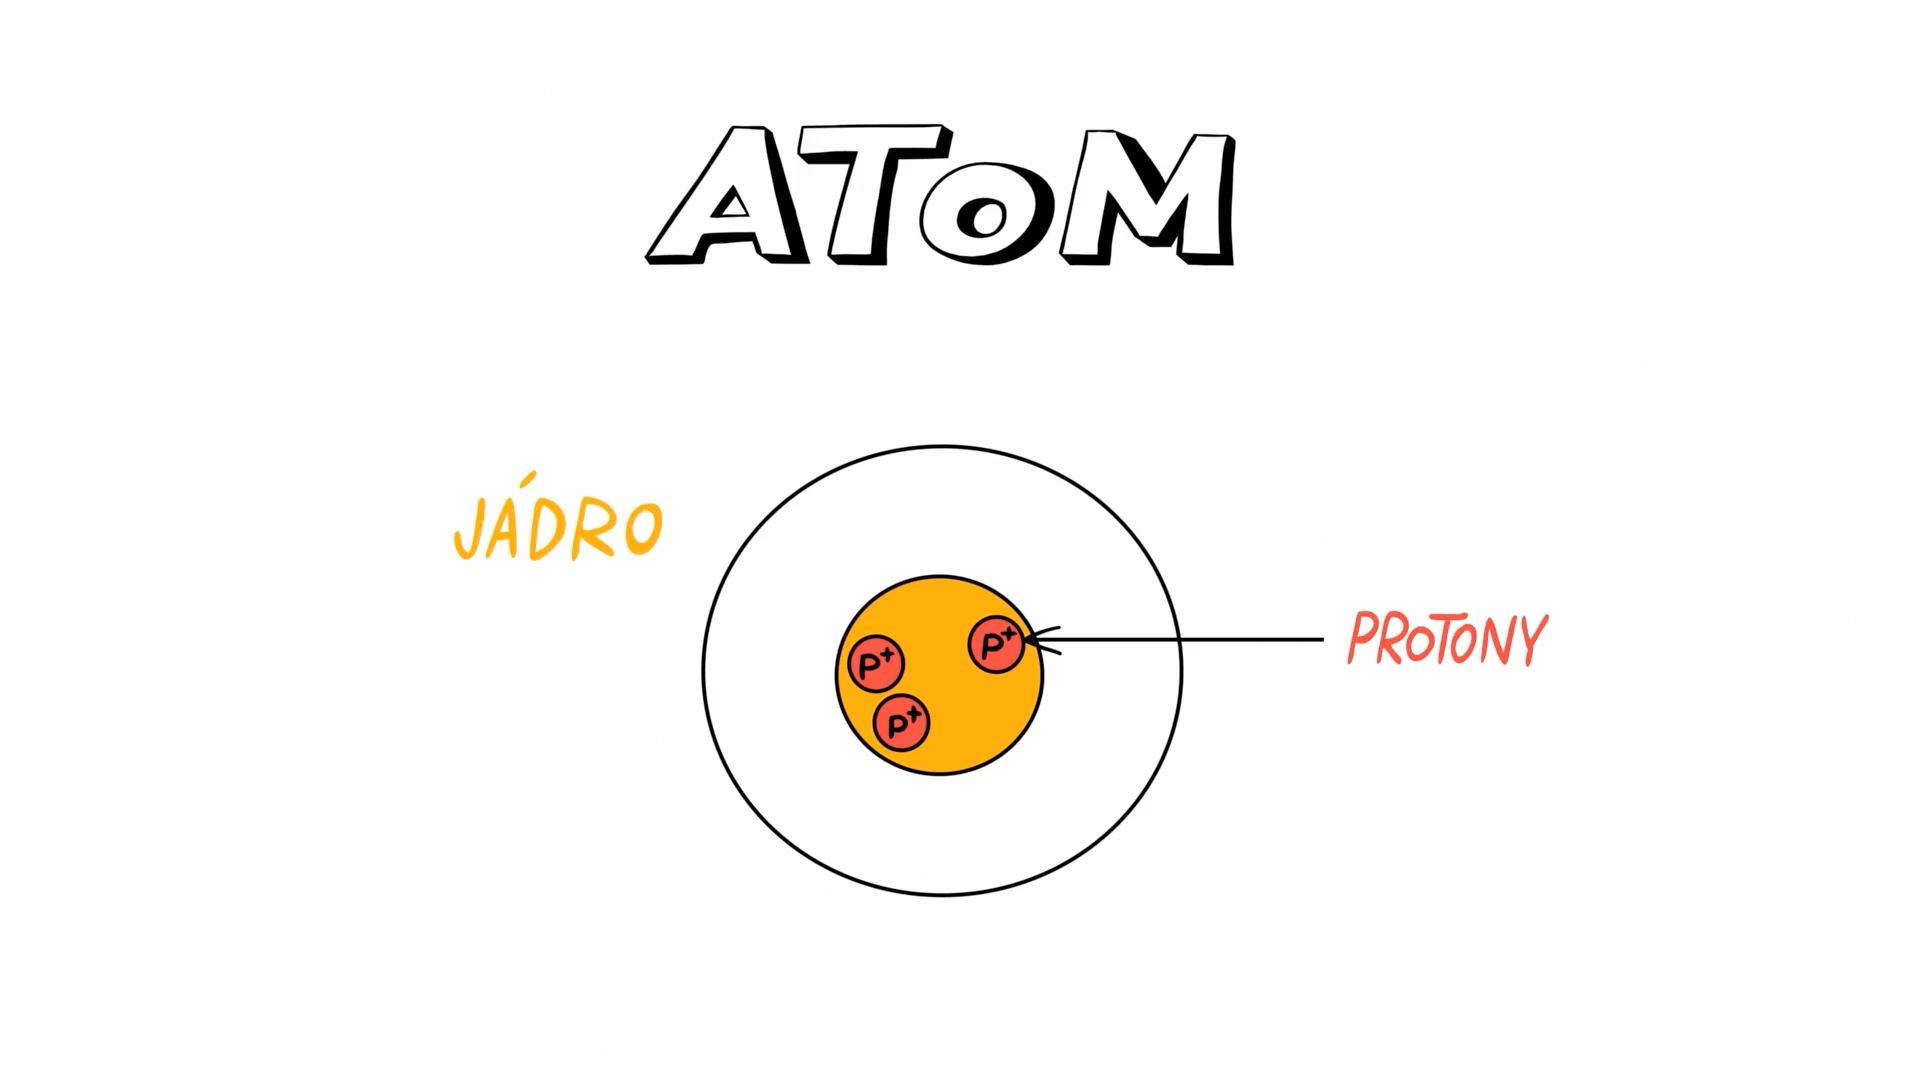 ATOM
JÁDRO
PROTONY
p+
p+
p+